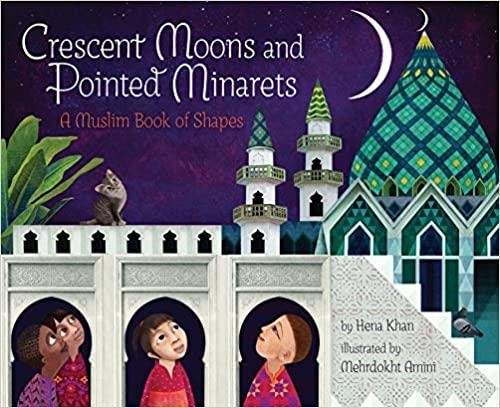 Crescent Moons and
Pointed Minarets
A Muslim Book of Shapes
by Hena Khan
illustrated by
Mehrdokht Amini